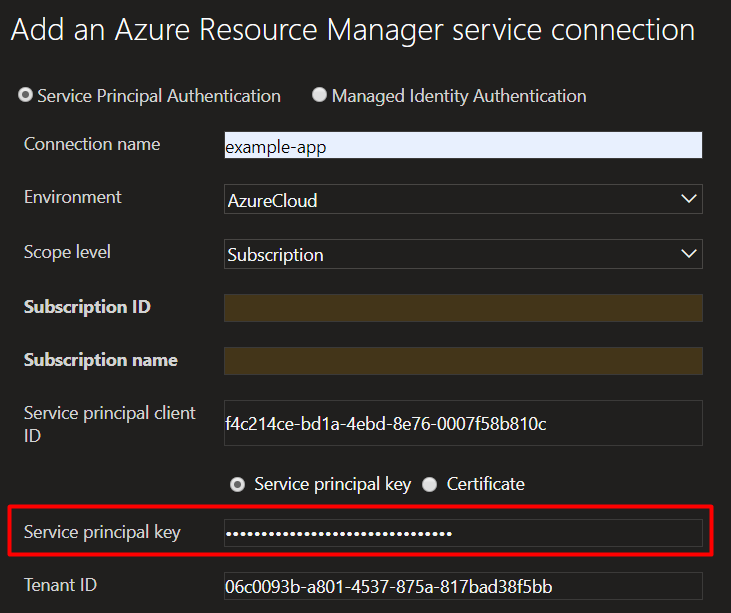 Add an Azure Resource Manager service connection
Service Principal Authentication Managed Identity Authentication
Connection name example-app
Environment AzureCloud
Scope level Subscription
Subscription ID
Subscription name
Service principal client
ID
f4c214ce-bd1a-4ebd-8e76-0007f58b810c
Service principal key Certificate
Service principal key ••••••••••••••••••••••••••••••••
Tenant ID 06c0093b-a801-4537-875a-817bad38f5bb